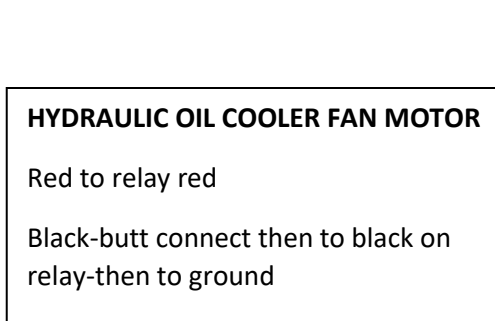 HYDRAULIC OIL COOLER FAN MOTOR
Red to relay red
Black-butt connect then to black on
relay-then to ground